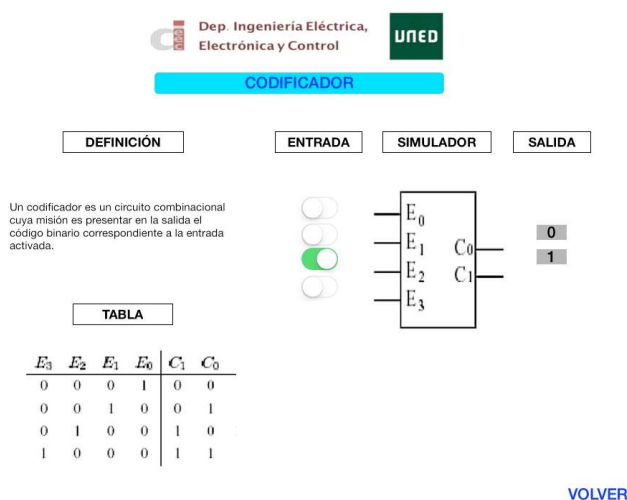 Dep. Ingeniería Eléctrica,
Electrónica y Control
UNED
CODIFICADOR
DEFINICIÓN
ENTRADA
SIMULADOR
SALIDA
Un codificador es un circuito combinacional
cuya misión es presentar en la salida el
código binario correspondiente a la entrada
activada.
E0
E1
E2
E3
C0
C1
0
1
TABLA
E3 E2 E1 E0 C1 C0
0 0 0 1 0 0
0 0 1 0 0 1
0 1 0 0 1 0
1 0 0 0 1 1
VOLVER